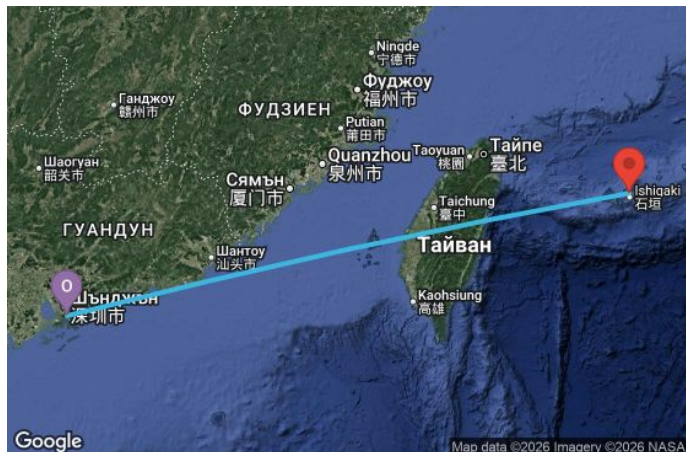 Ningde
宁德市
Фуджоу
福州市
Ганджоу
赣州市
ФУДЗИЕН
Putian
莆田市
Шаогуан
韶关市
Quanzhou
泉州市
Taoyuan
桃園
Тайпе
臺北
Сямън
厦门市
Ishigaki
石垣
Taichung
臺中
ГУАНДУН
Тайван
Шантоу
汕头市
O
Шънджън
深圳市
Kaohsiung
高雄
Google
Map data ©2026 Imagery ©2026 NASA